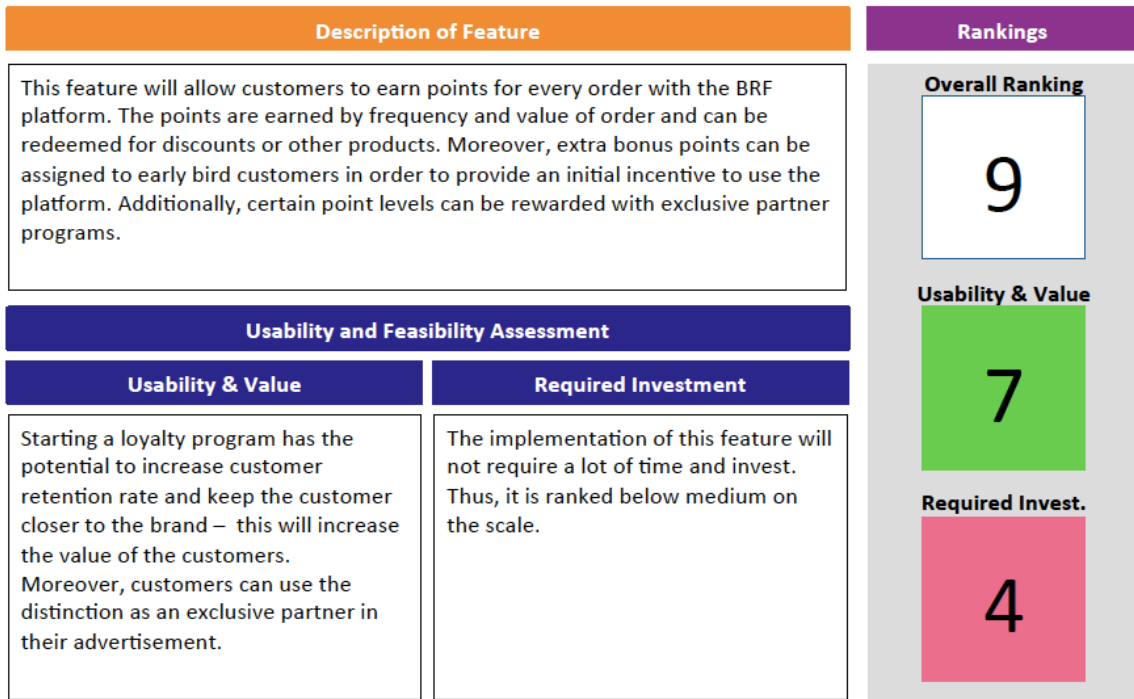 Description of Feature
This feature will allow customers to earn points for every order with the BRF
platform. The points are earned by frequency and value of order and can be
redeemed for discounts or other products. Moreover, extra bonus points can be
assigned to early bird customers in order to provide an initial incentive to use the
platform. Additionally, certain point levels can be rewarded with exclusive partner
programs.
Usability and Feasibility Assessment
Usability & Value
Starting a loyalty program has the
potential to increase customer
retention rate and keep the customer
closer to the brand – this will increase
the value of the customers.
Moreover, customers can use the
distinction as an exclusive partner in
their advertisement.
Required Investment
The implementation of this feature will
not require a lot of time and invest.
Thus, it is ranked below medium on
the scale.
Rankings
Overall Ranking
9
Usability & Value
7
Required Invest.
4